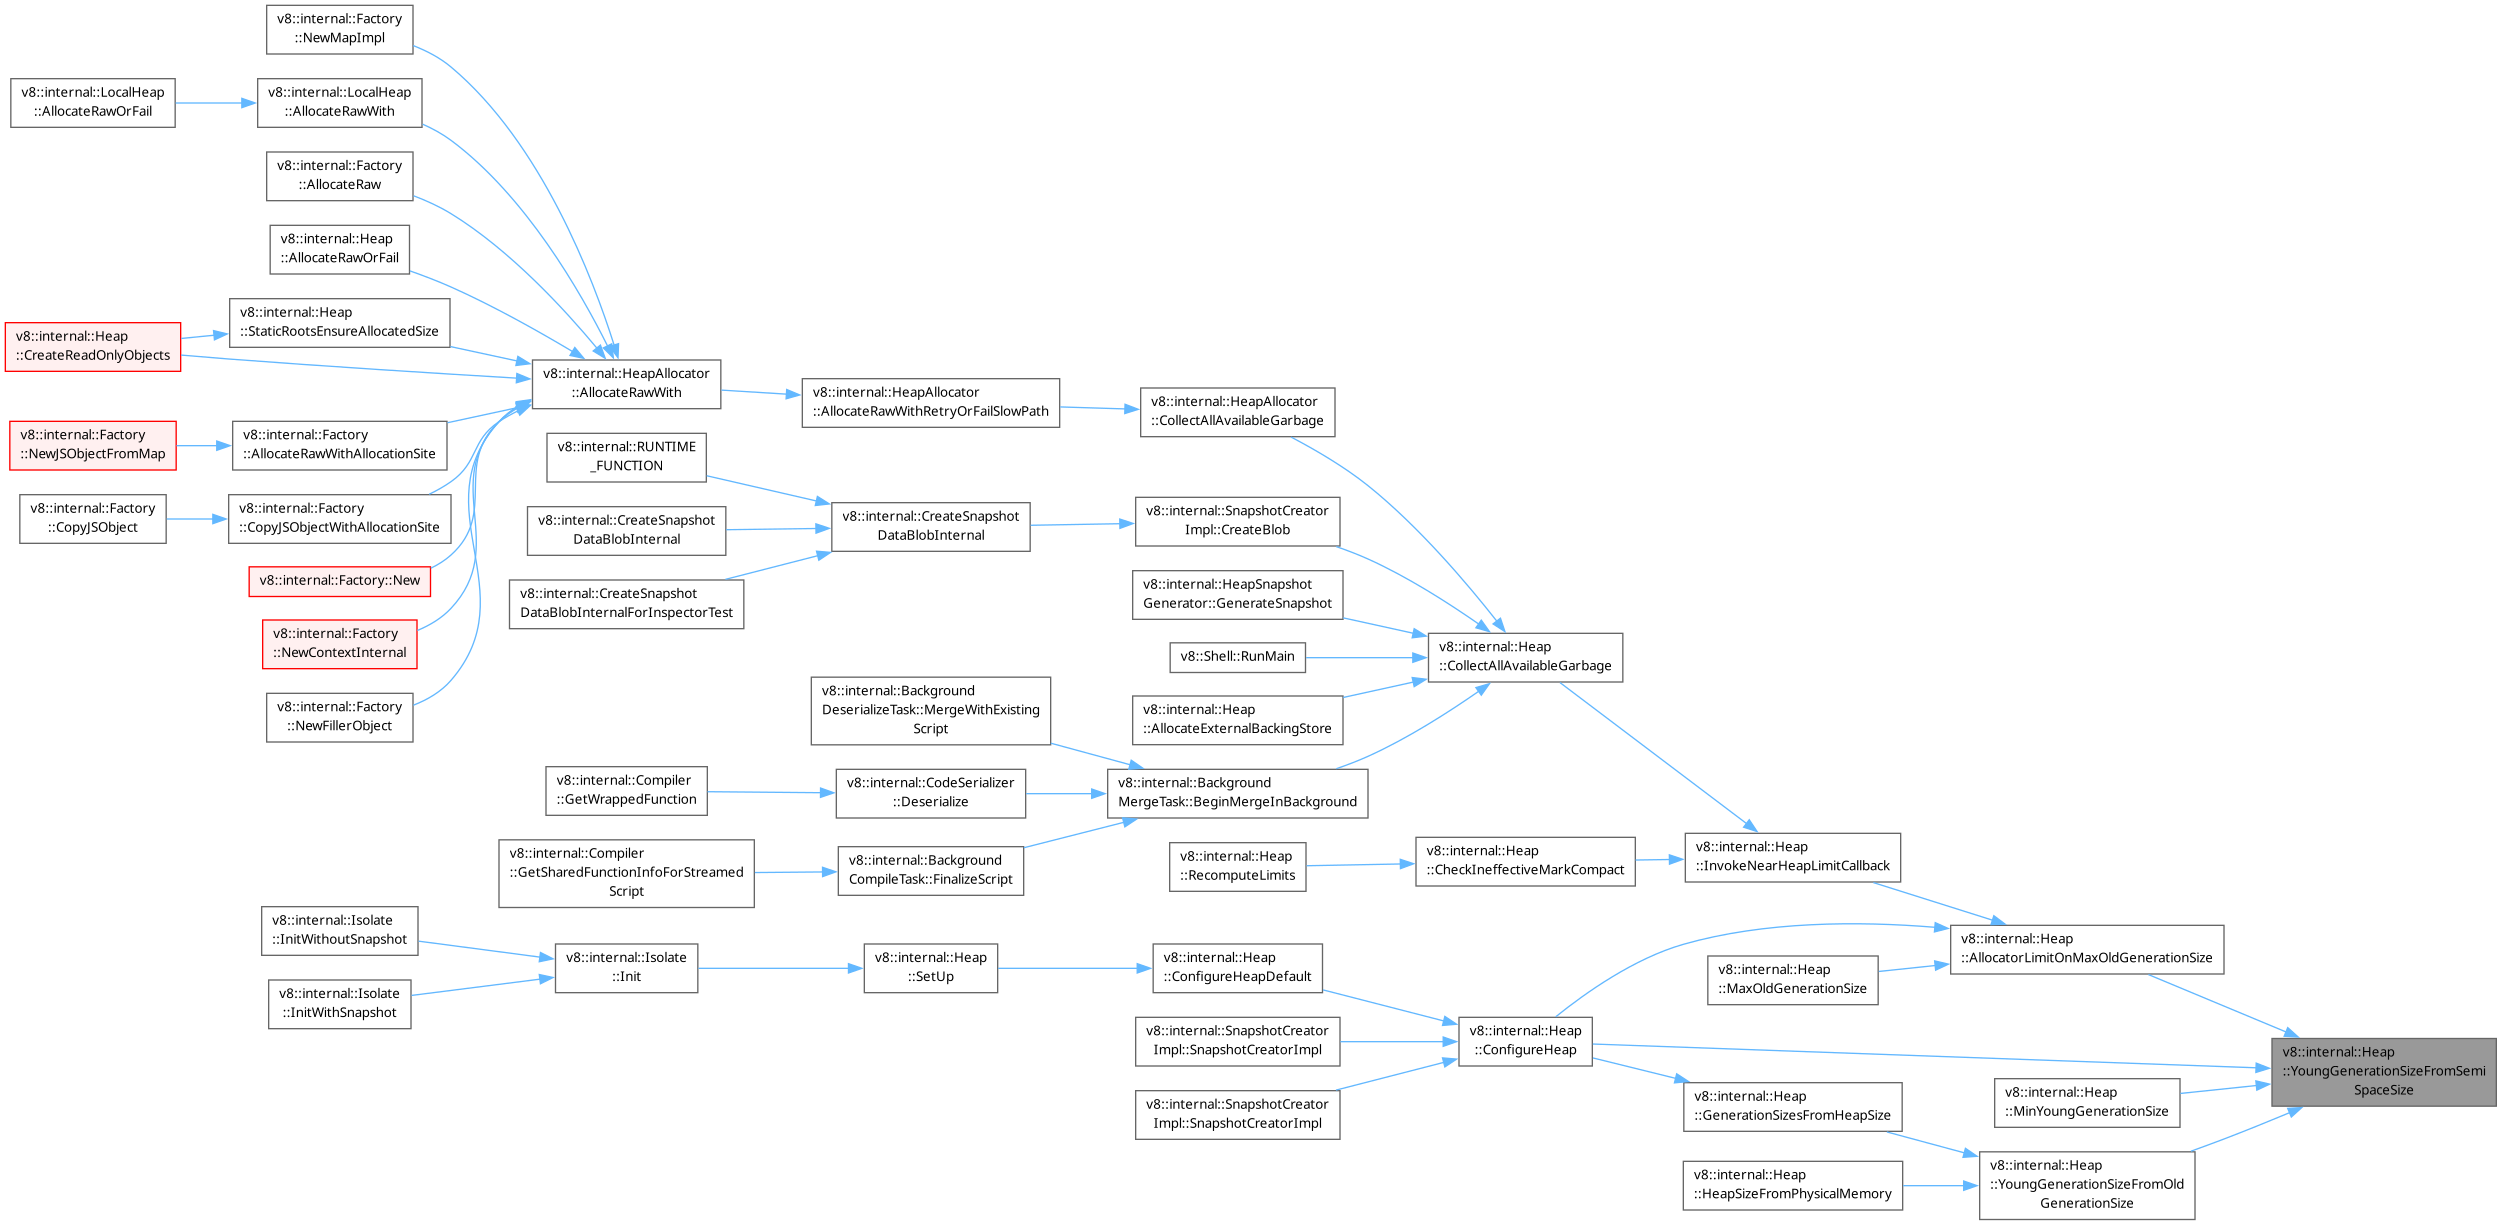 v8::internal::Factory
::NewMapImpl
v8::internal::LocalHeap
::AllocateRawOrFail
v8::internal::LocalHeap
::AllocateRawWith
v8::internal::Factory
::AllocateRaw
v8::internal::Heap
::AllocateRawOrFail
v8::internal::Heap
::StaticRootsEnsureAllocatedSize
v8::internal::Heap
::CreateReadOnlyObjects
v8::internal::HeapAllocator
::AllocateRawWith
v8::internal::HeapAllocator
::AllocateRawWithRetryOrFailSlowPath
v8::internal::HeapAllocator
::CollectAllAvailableGarbage
v8::internal::Factory
::NewJSObjectFromMap
v8::internal::Factory
::AllocateRawWithAllocationSite
v8::internal::RUNTIME
_FUNCTION
v8::internal::Factory
::CopyJSObject
v8::internal::Factory
::CopyJSObjectWithAllocationSite
v8::internal::CreateSnapshot
DataBlobInternal
v8::internal::CreateSnapshot
DataBlobInternal
v8::internal::SnapshotCreator
Impl::CreateBlob
v8::internal::Factory::New
v8::internal::CreateSnapshot
DataBlobInternalForInspectorTest
v8::internal::HeapSnapshot
Generator::GenerateSnapshot
v8::internal::Factory
::NewContextInternal
v8::Shell::RunMain
v8::internal::Heap
::CollectAllAvailableGarbage
v8::internal::Factory
::NewFillerObject
v8::internal::Background
DeserializeTask::MergeWithExisting
Script
v8::internal::Heap
::AllocateExternalBackingStore
v8::internal::Compiler
::GetWrappedFunction
v8::internal::CodeSerializer
::Deserialize
v8::internal::Background
MergeTask::BeginMergeInBackground
v8::internal::Compiler
::GetSharedFunctionInfoForStreamed
Script
v8::internal::Background
CompileTask::FinalizeScript
v8::internal::Heap
::RecomputeLimits
v8::internal::Heap
::CheckIneffectiveMarkCompact
v8::internal::Heap
::InvokeNearHeapLimitCallback
v8::internal::Isolate
::InitWithoutSnapshot
v8::internal::Isolate
::Init
v8::internal::Heap
::SetUp
v8::internal::Heap
::ConfigureHeapDefault
v8::internal::Heap
::MaxOldGenerationSize
v8::internal::Heap
::AllocatorLimitOnMaxOldGenerationSize
v8::internal::Isolate
::InitWithSnapshot
v8::internal::SnapshotCreator
Impl::SnapshotCreatorImpl
v8::internal::Heap
::ConfigureHeap
v8::internal::Heap
::YoungGenerationSizeFromSemi
SpaceSize
v8::internal::SnapshotCreator
Impl::SnapshotCreatorImpl
v8::internal::Heap
::GenerationSizesFromHeapSize
v8::internal::Heap
::MinYoungGenerationSize
v8::internal::Heap
::HeapSizeFromPhysicalMemory
v8::internal::Heap
::YoungGenerationSizeFromOld
GenerationSize